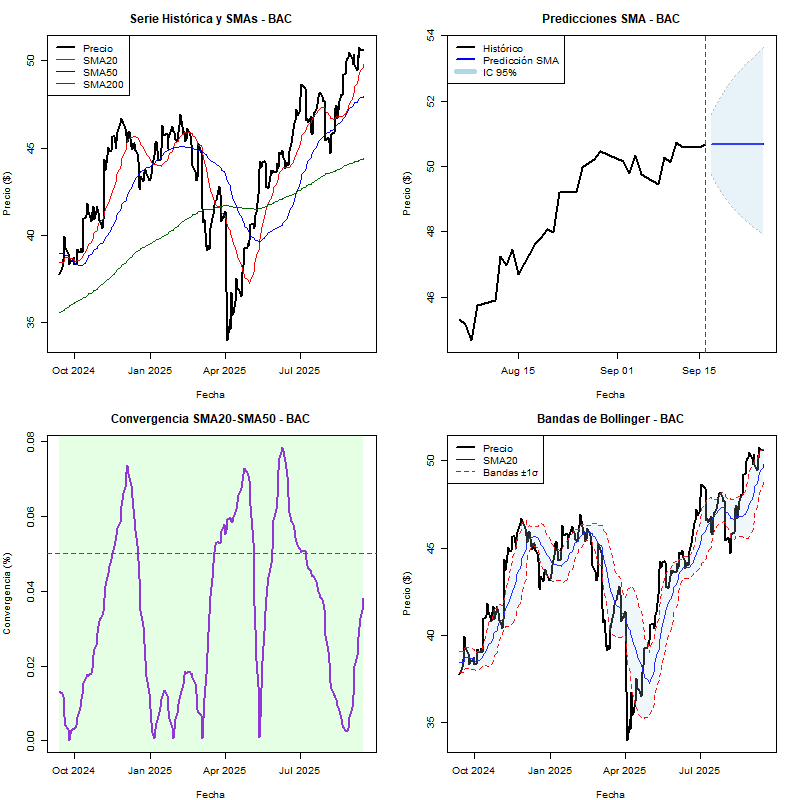 Serie Histórica y SMAs - BAC
Precio
SMA20
SMA50
SMA200
Precio ($)
50
45
40
35
Oct 2024
Jan 2025
Apr 2025
Jul 2025
Fecha
Predicciones SMA - BAC
Histórico
Predicción SMA
IC 95%
Precio ($)
54
52
50
48
46
Aug 15
Sep 01
Sep 15
Fecha
Convergencia SMA20-SMA50 - BAC
Convergencia (%)
0.08
0.06
0.04
0.02
0.00
Oct 2024
Jan 2025
Apr 2025
Jul 2025
Fecha
Bandas de Bollinger - BAC
Precio
SMA20
Bandas ±1σ
Precio ($)
50
45
40
35
Oct 2024
Jan 2025
Apr 2025
Jul 2025
Fecha